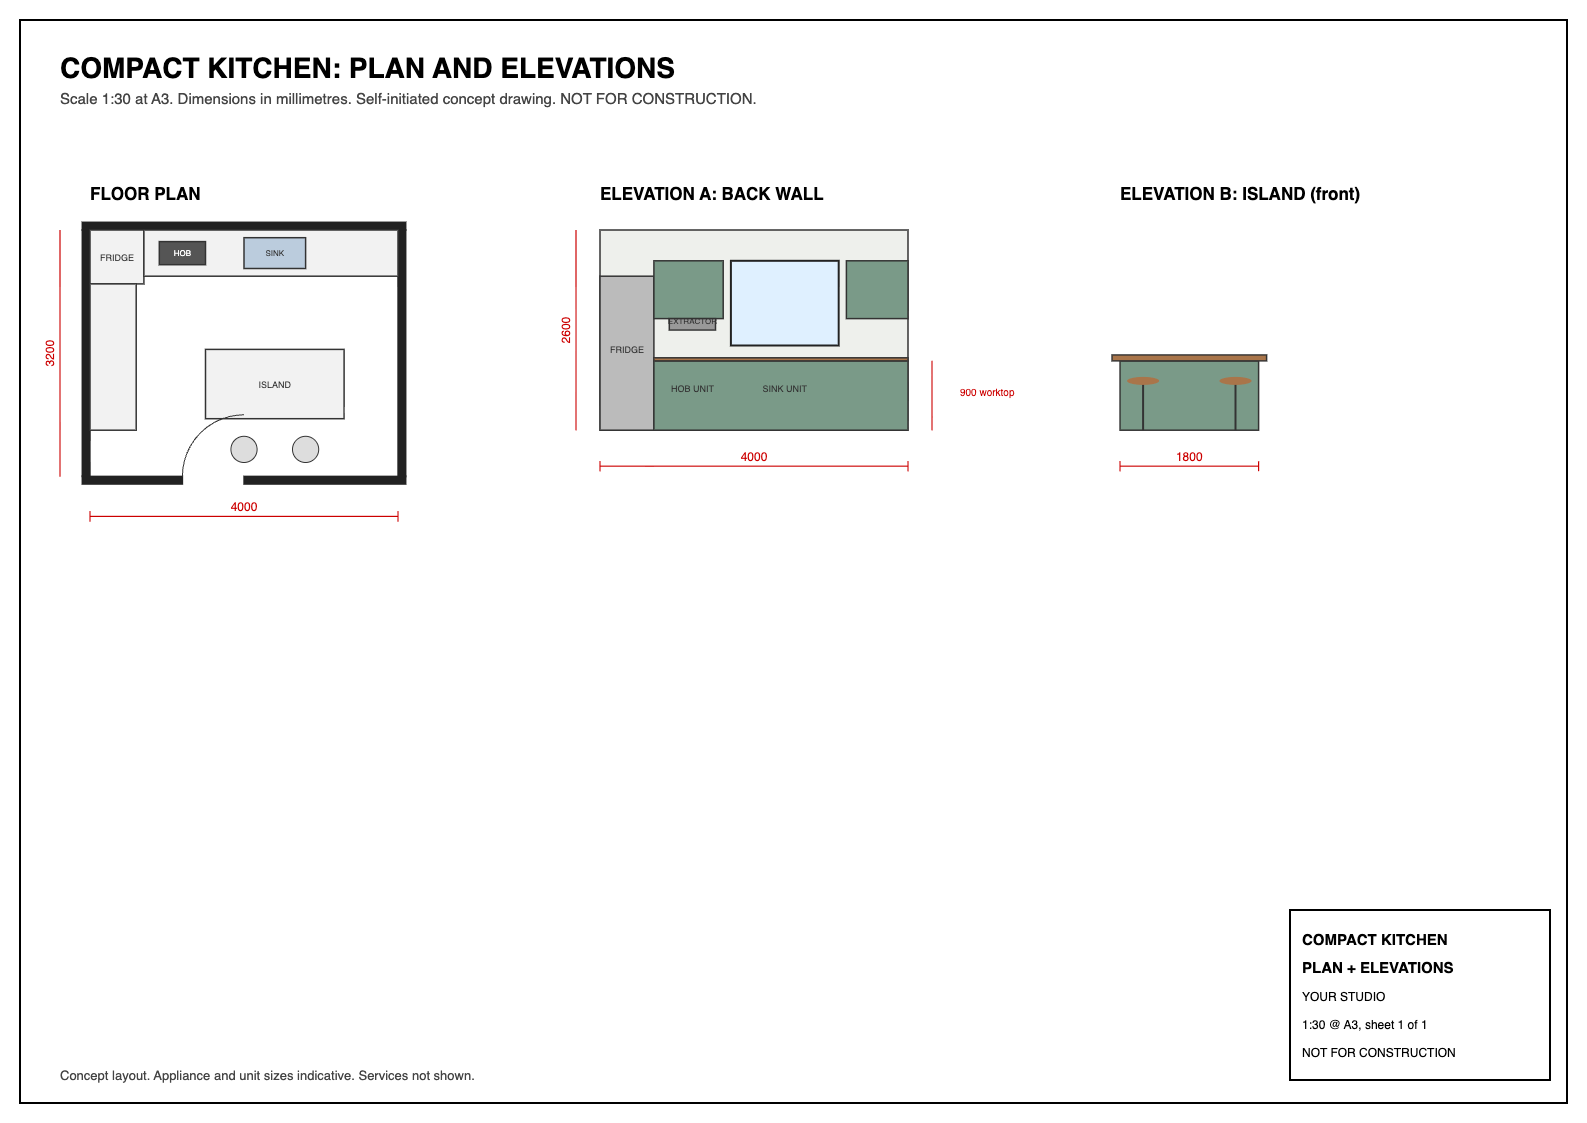 COMPACT KITCHEN: PLAN AND ELEVATIONS
Scale 1:30 at A3. Dimensions in millimetres. Self-initiated concept drawing. NOT FOR CONSTRUCTION.
FLOOR PLAN
FRIDGE
HOB
SINK
ISLAND
3200
4000
ELEVATION A: BACK WALL
EXTRACTOR
FRIDGE
HOB UNIT
SINK UNIT
2600
900 worktop
4000
ELEVATION B: ISLAND (front)
1800
COMPACT KITCHEN
PLAN + ELEVATIONS
YOUR STUDIO
1:30 @ A3, sheet 1 of 1
NOT FOR CONSTRUCTION
Concept layout. Appliance and unit sizes indicative. Services not shown.